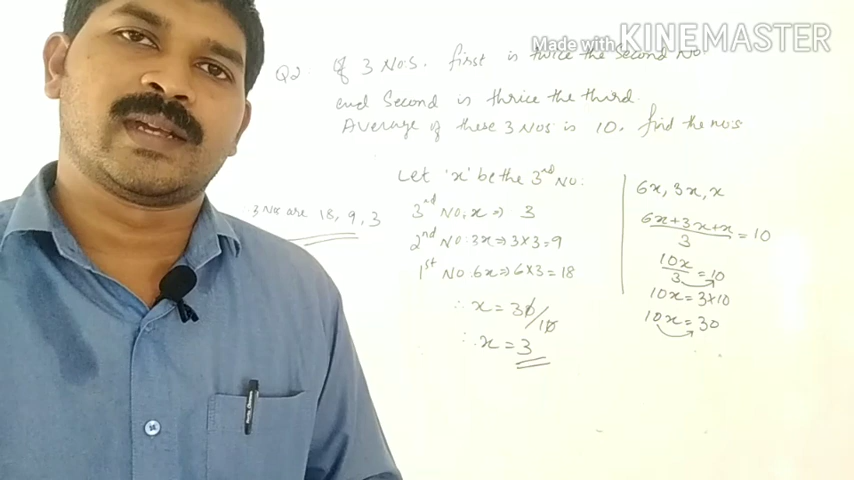 Made with KINEMASTER
Q2. Of 3 Nos. first is twice the second No
and Second is thrice the third.
Average of these 3 Nos is 10. find the nos
Let 'x' be the 3rd No:
3rd No: x ⇒ 3
2nd No: 3x ⇒ 3×3=9
1st No: 6x ⇒ 6×3=18
∴ x = 30/10
∴ x = 3
6x, 3x, x
6x+3x+x/3 = 10
10x/3 = 10
10x = 3×10
10x = 30
3 Nos are 18, 9, 3